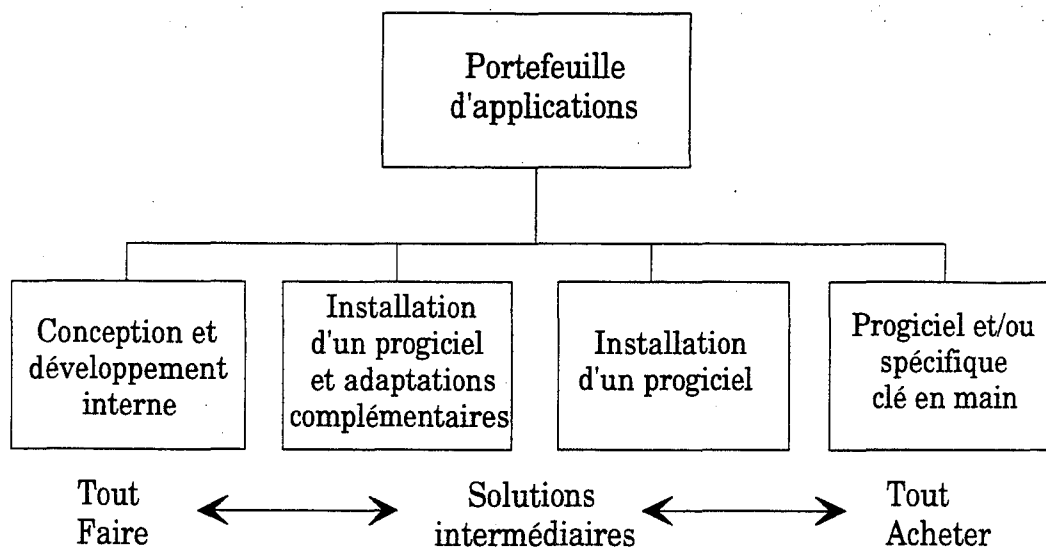 Portefeuille
d'applications
Conception et
développement
interne
Installation
d'un progiciel
et adaptations
complémentaires
Installation
d'un progiciel
Progiciel et/ou
spécifique
clé en main
Tout
Faire
Solutions
intermédiaires
Tout
Acheter